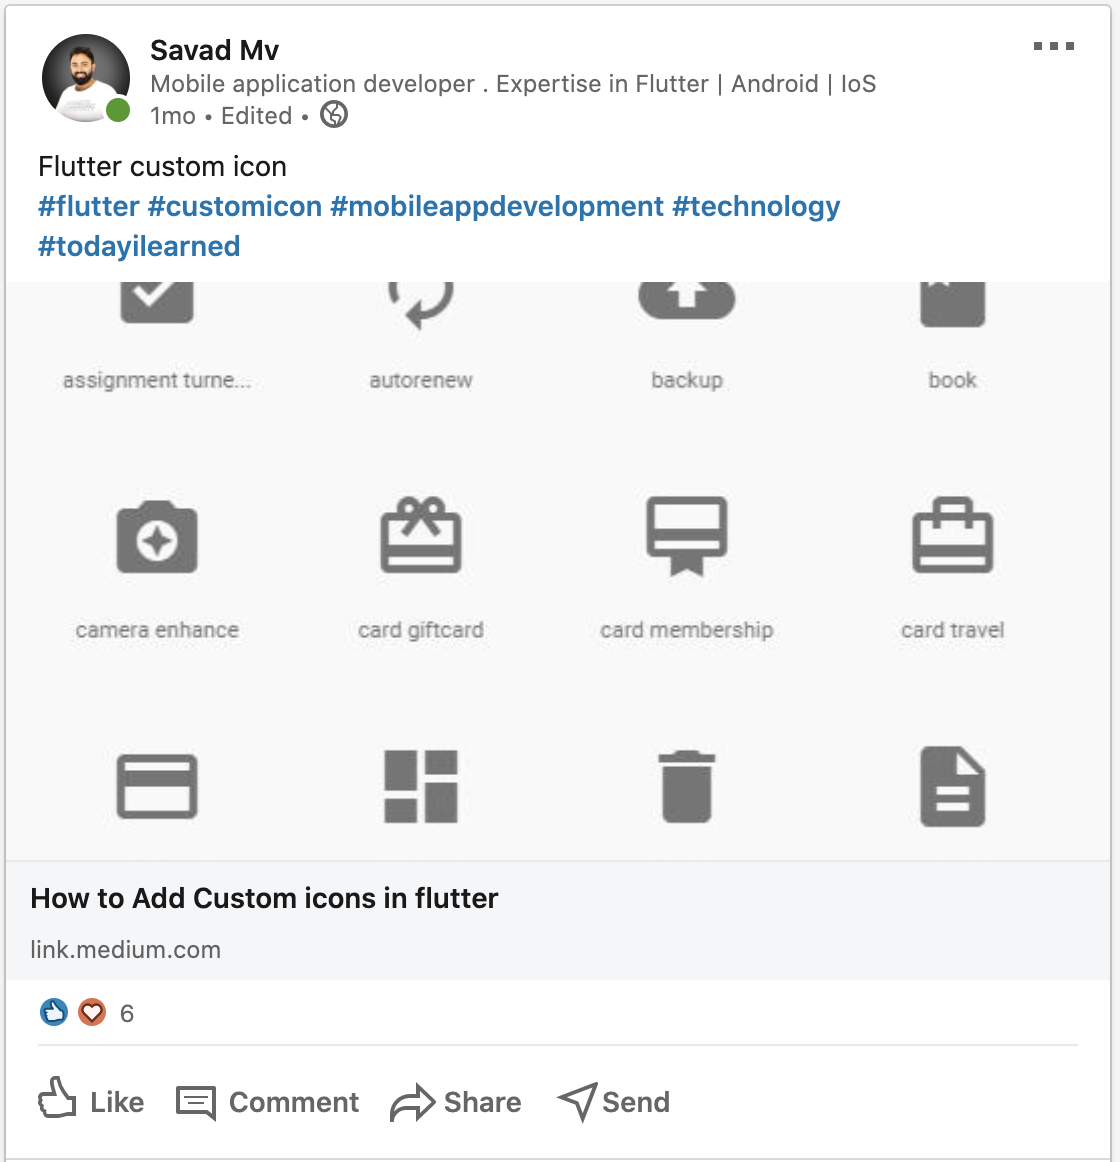 Savad Mv
Mobile application developer . Expertise in Flutter | Android | IoS
1mo • Edited •
Flutter custom icon
#flutter #customicon #mobileappdevelopment #technology
#todayilearned
assignment turne... autorenew backup book
camera enhance card giftcard card membership card travel
How to Add Custom icons in flutter
link.medium.com
6
Like Comment Share Send